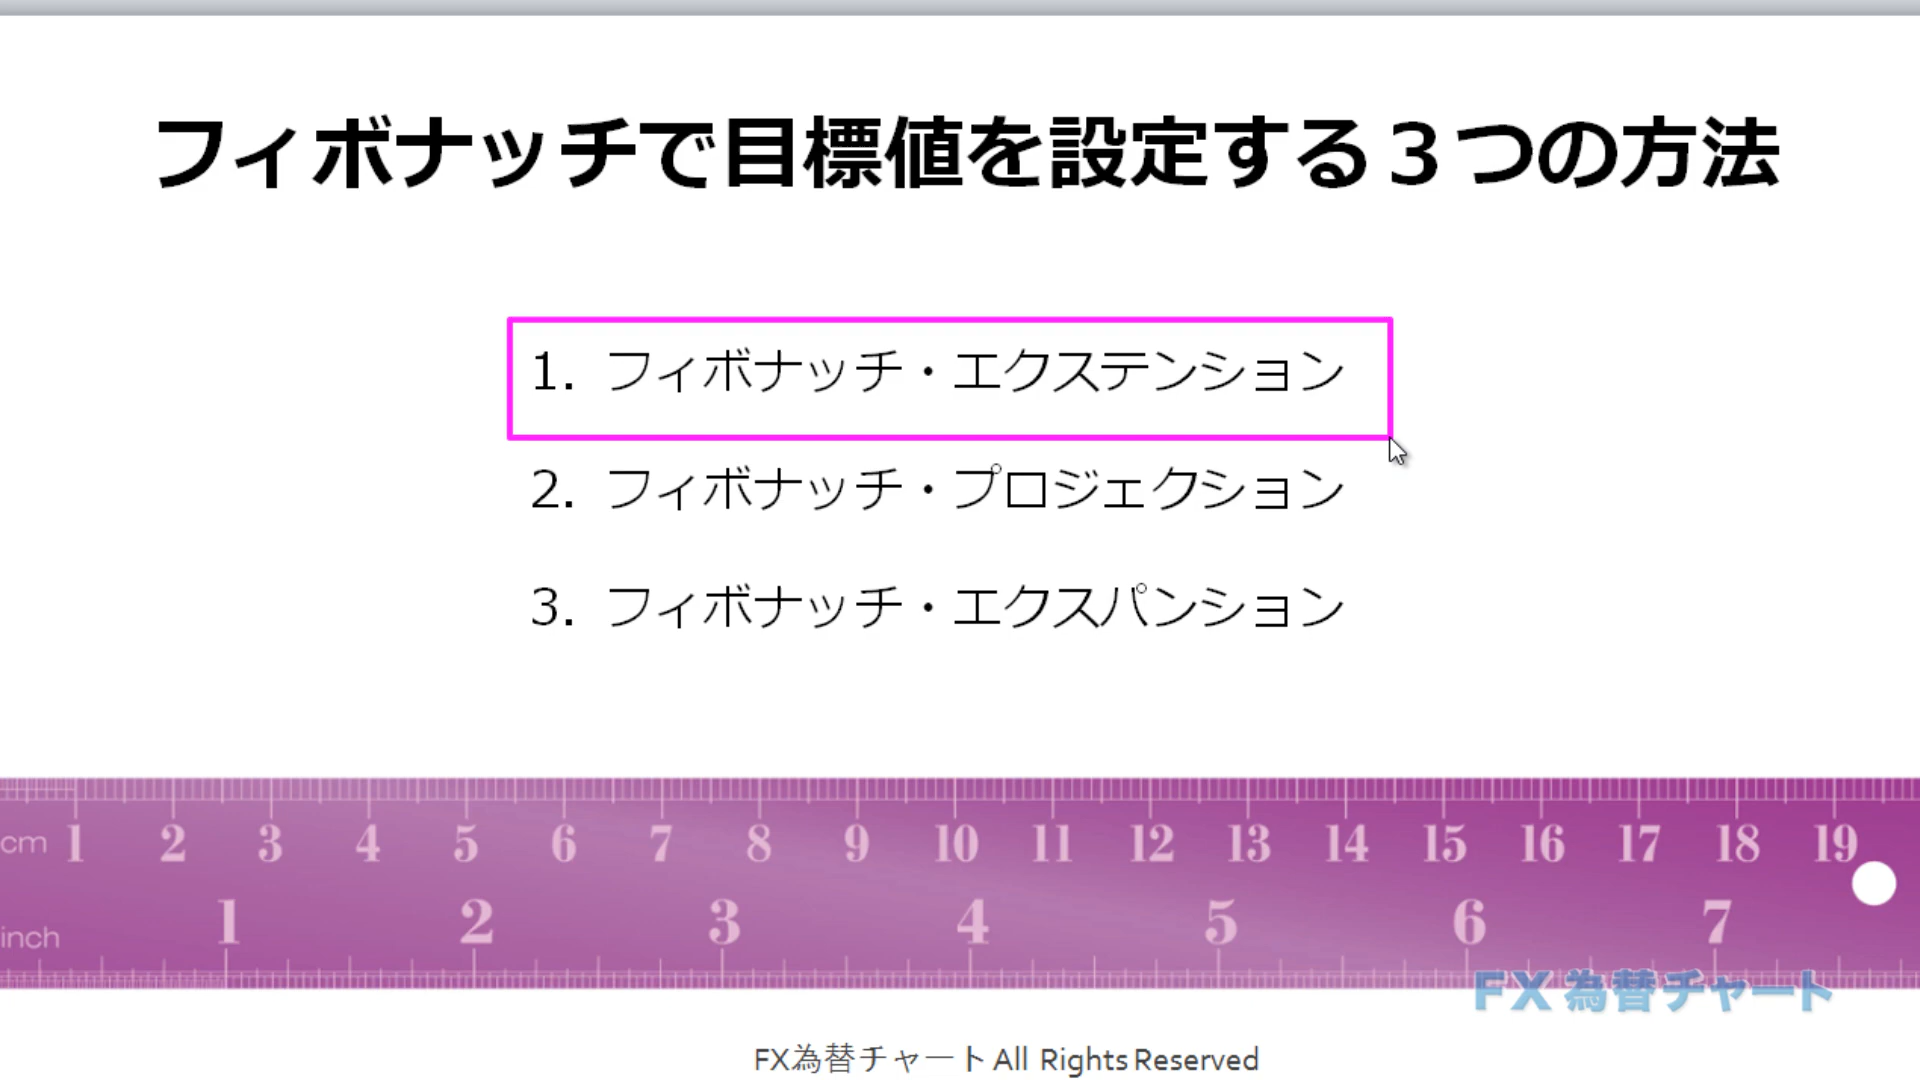 フィボナッチで目標値を設定する３つの方法
1. フィボナッチ・エクステンション
2. フィボナッチ・プロジェクション
3. フィボナッチ・エクスパンション
cm 1 2 3 4 5 6 7 8 9 10 11 12 13 14 15 16 17 18 19
inch 1 2 3 4 5 6 7
FX 為替チャート
FX為替チャート All Rights Reserved